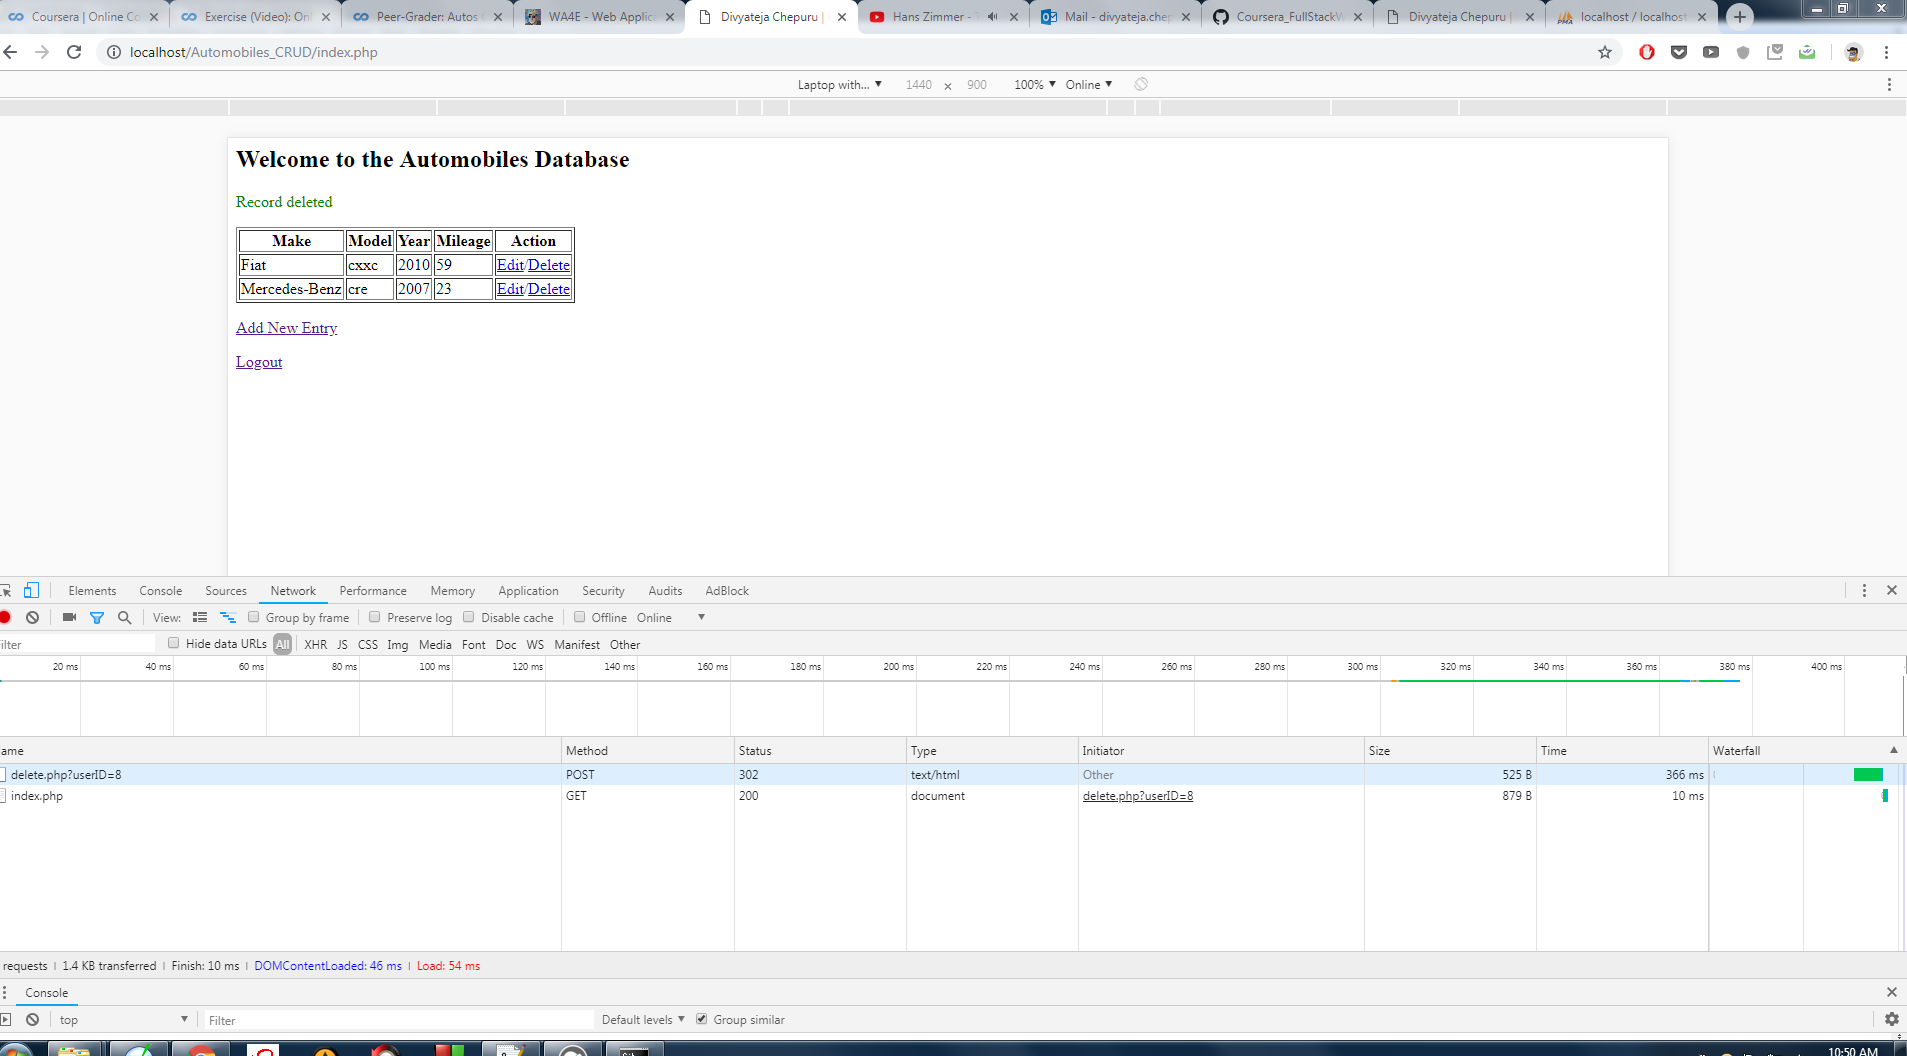 Coursera | Online Co
Exercise (Video): Onl
Peer-Grader: Autos
WA4E - Web Applica
Divyateja Chepuru |
Hans Zimmer -
Mail - divyateja.chep
Coursera_FullStackW
Divyateja Chepuru |
localhost / localhost
localhost/Automobiles_CRUD/index.php
Laptop with... 1440 × 900 100% Online
Welcome to the Automobiles Database
Record deleted
Make Model Year Mileage Action
Fiat cxxc 2010 59 Edit/Delete
Mercedes-Benz cre 2007 23 Edit/Delete
Add New Entry
Logout
Elements Console Sources Network Performance Memory Application Security Audits AdBlock
View: Group by frame Preserve log Disable cache Offline Online
ilter Hide data URLs All XHR JS CSS Img Media Font Doc WS Manifest Other
20 ms 40 ms 60 ms 80 ms 100 ms 120 ms 140 ms 160 ms 180 ms 200 ms 220 ms 240 ms 260 ms 280 ms 300 ms 320 ms 340 ms 360 ms 380 ms 400 ms
ame Method Status Type Initiator Size Time Waterfall
delete.php?userID=8 POST 302 text/html Other 525 B 366 ms
index.php GET 200 document delete.php?userID=8 879 B 10 ms
requests | 1.4 KB transferred | Finish: 10 ms | DOMContentLoaded: 46 ms | Load: 54 ms
Console
top Filter Default levels Group similar
10:50 AM